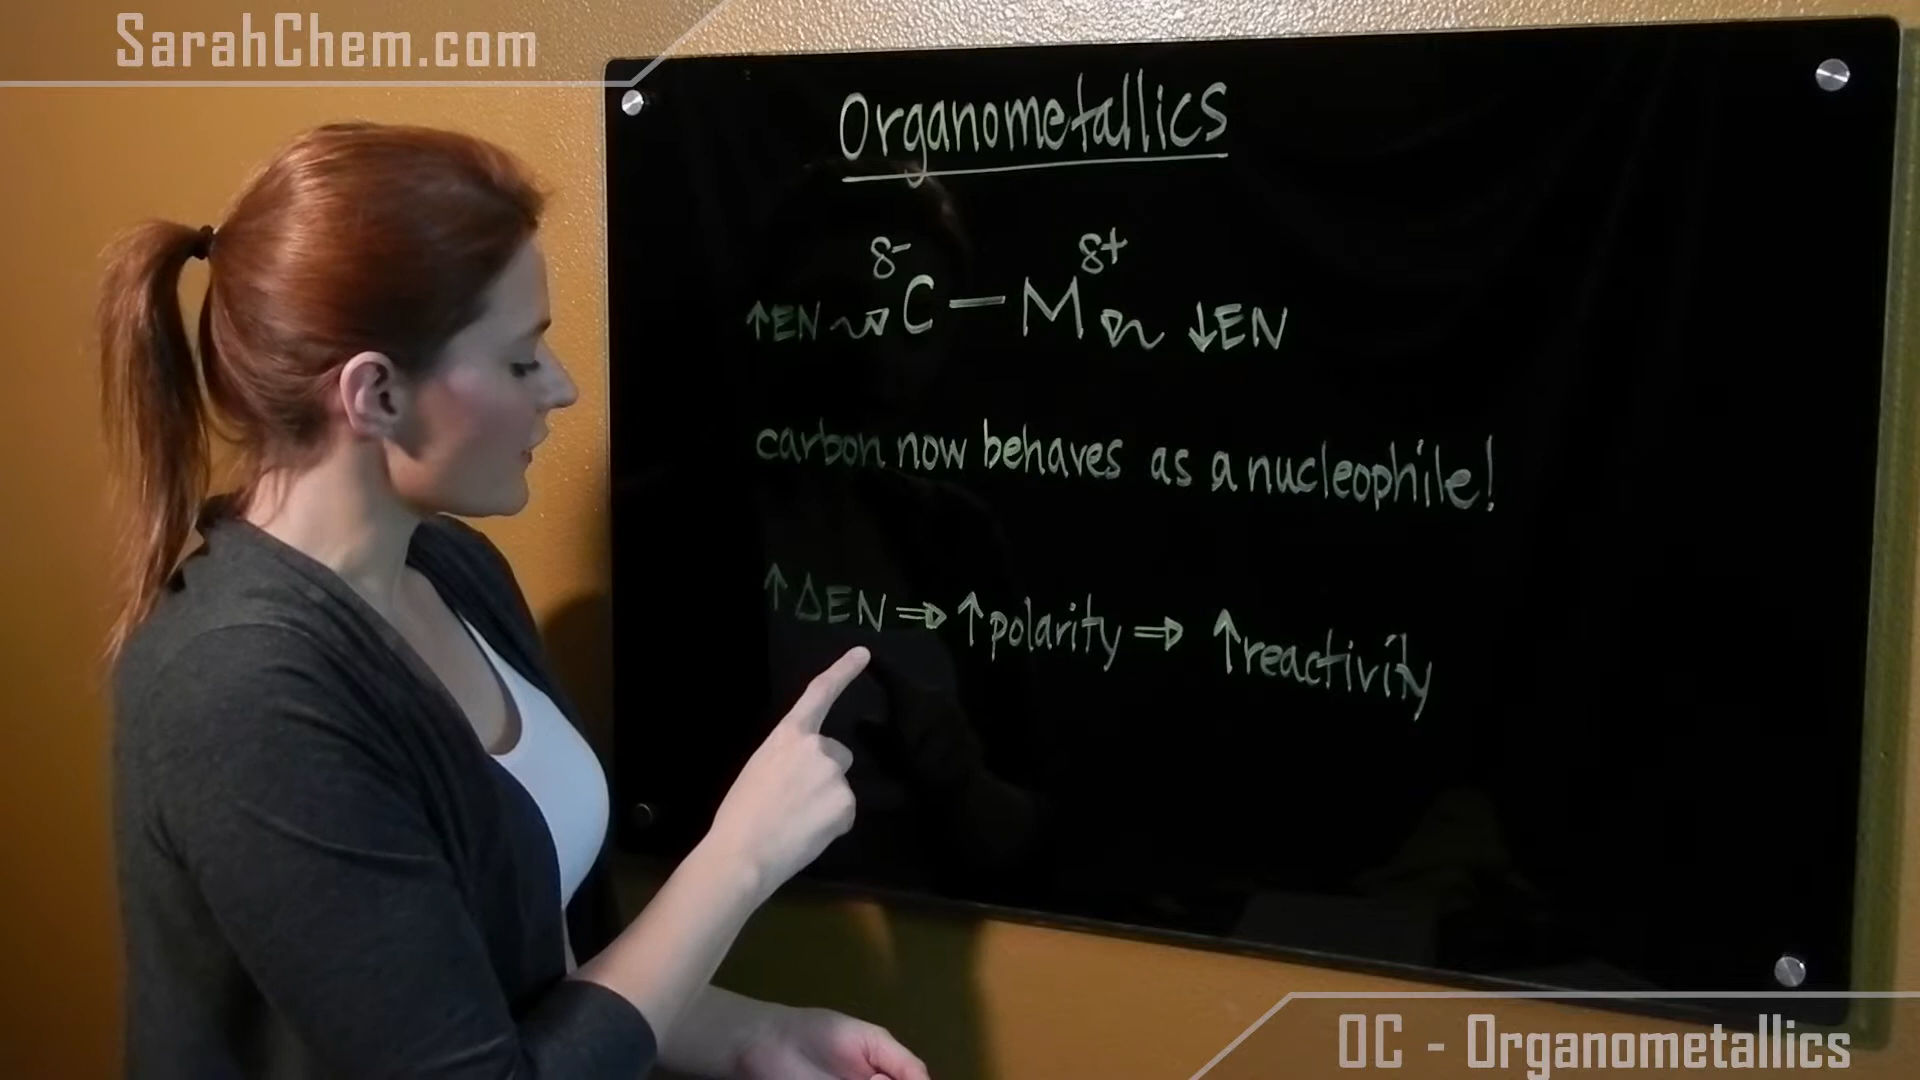 SarahChem.com
Organometallics
δ- δ+
↑EN C — M ↓EN
carbon now behaves as a nucleophile!
↑ΔEN ⇒ ↑polarity ⇒ ↑reactivity
OC - Organometallics